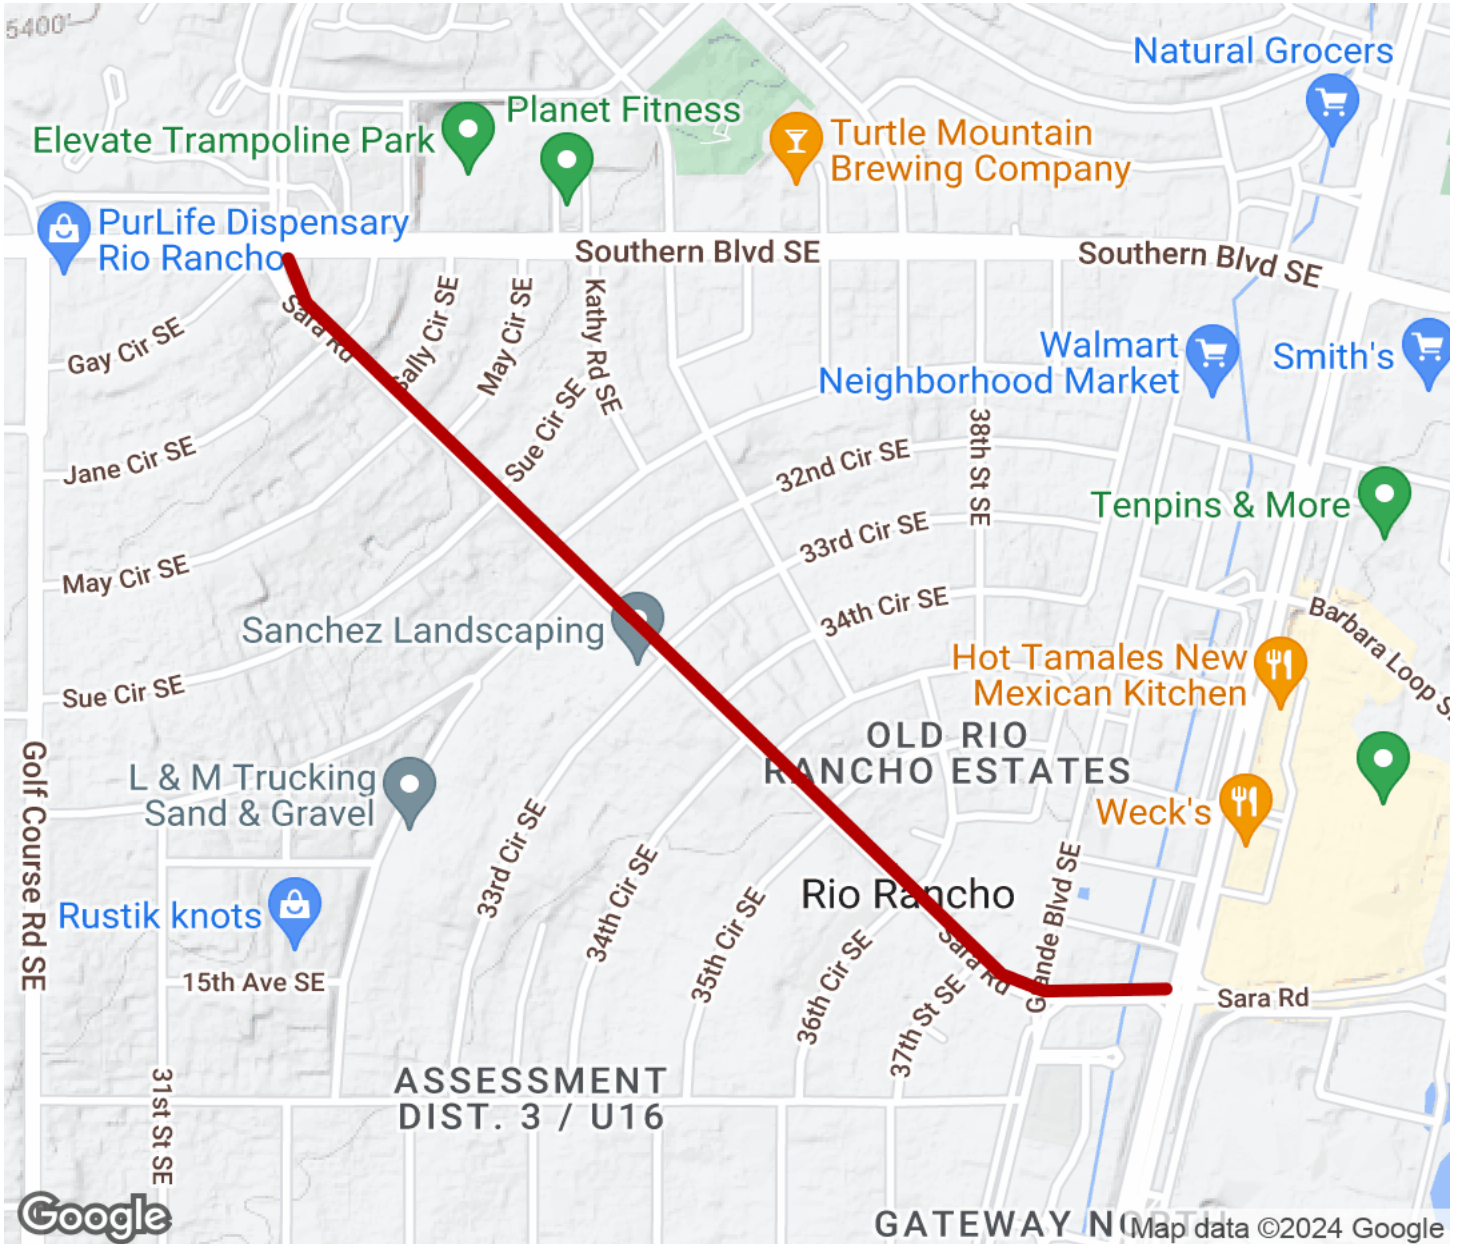 5400'
Natural Grocers
Planet Fitness
Elevate Trampoline Park
Turtle Mountain
Brewing Company
PurLife Dispensary
Rio Rancho
Southern Blvd SE
Southern Blvd SE
Sara Rd
Gay Cir SE
Sally Cir SE
May Cir SE
Kathy Rd SE
Walmart
Neighborhood Market
Smith's
Sue Cir SE
Jane Cir SE
32nd Cir SE
38th St SE
Tenpins & More
33rd Cir SE
May Cir SE
34th Cir SE
Barbara Loop S
Sanchez Landscaping
Hot Tamales New
Mexican Kitchen
Sue Cir SE
OLD RIO
RANCHO ESTATES
Golf Course Rd SE
L & M Trucking
Sand & Gravel
Weck's
33rd Cir SE
34th Cir SE
Rio Rancho
Grande Blvd SE
Rustik knots
35th Cir SE
36th Cir SE
Sara Rd
37th St SE
15th Ave SE
Sara Rd
31st St SE
ASSESSMENT
DIST. 3 / U16
Google
GATEWAY NORTH
Map data ©2024 Google